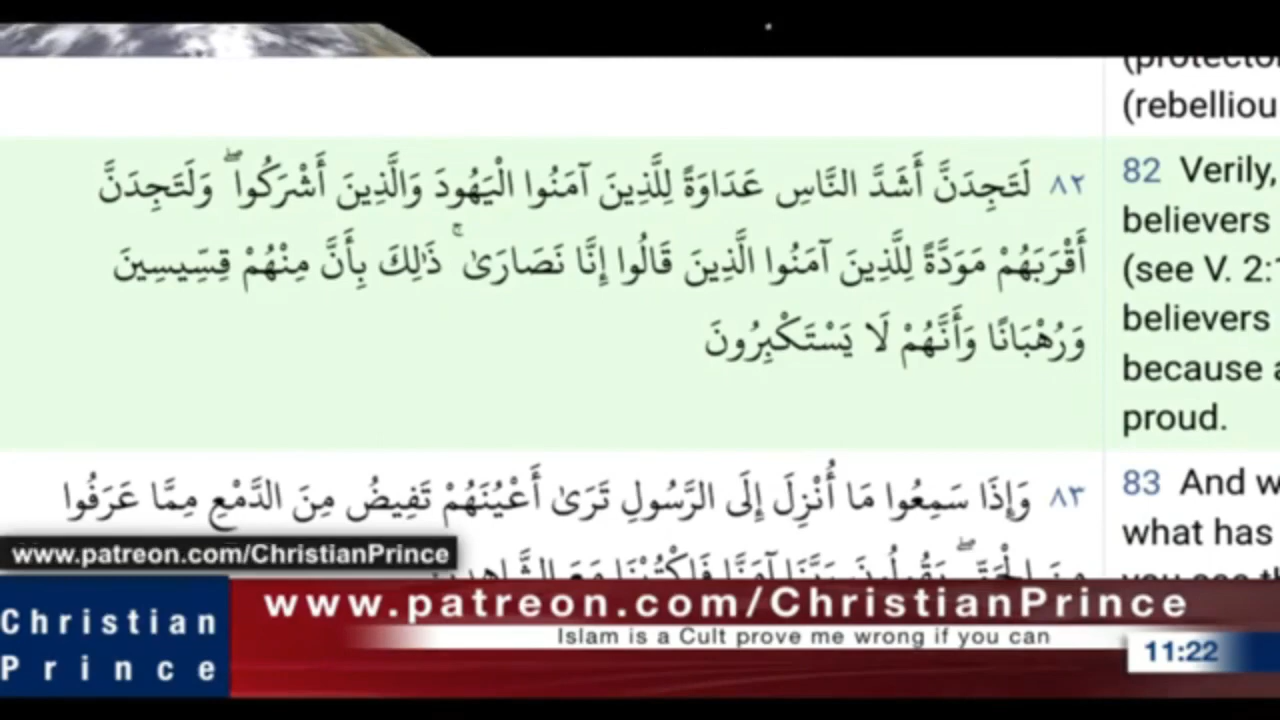 (protector
(rebelliou
٨٢ لَتَجِدَنَّ أَشَدَّ النَّاسِ عَدَاوَةً لِلَّذِينَ آمَنُوا الْيَهُودَ وَالَّذِينَ أَشْرَكُوا ۖ وَلَتَجِدَنَّ
أَقْرَبَهُمْ مَوَدَّةً لِلَّذِينَ آمَنُوا الَّذِينَ قَالُوا إِنَّا نَصَارَىٰ ۚ ذَٰلِكَ بِأَنَّ مِنْهُمْ قِسِّيسِينَ
وَرُهْبَانًا وَأَنَّهُمْ لَا يَسْتَكْبِرُونَ
82 Verily,
believers
(see V. 2:1
believers
because a
proud.
٨٣ وَإِذَا سَمِعُوا مَا أُنْزِلَ إِلَى الرَّسُولِ تَرَىٰ أَعْيُنَهُمْ تَفِيضُ مِنَ الدَّمْعِ مِمَّا عَرَفُوا
83 And w
what has
www.patreon.com/ChristianPrince
Christian
Prince
www.patreon.com/ChristianPrince
Islam is a Cult prove me wrong if you can
11:22